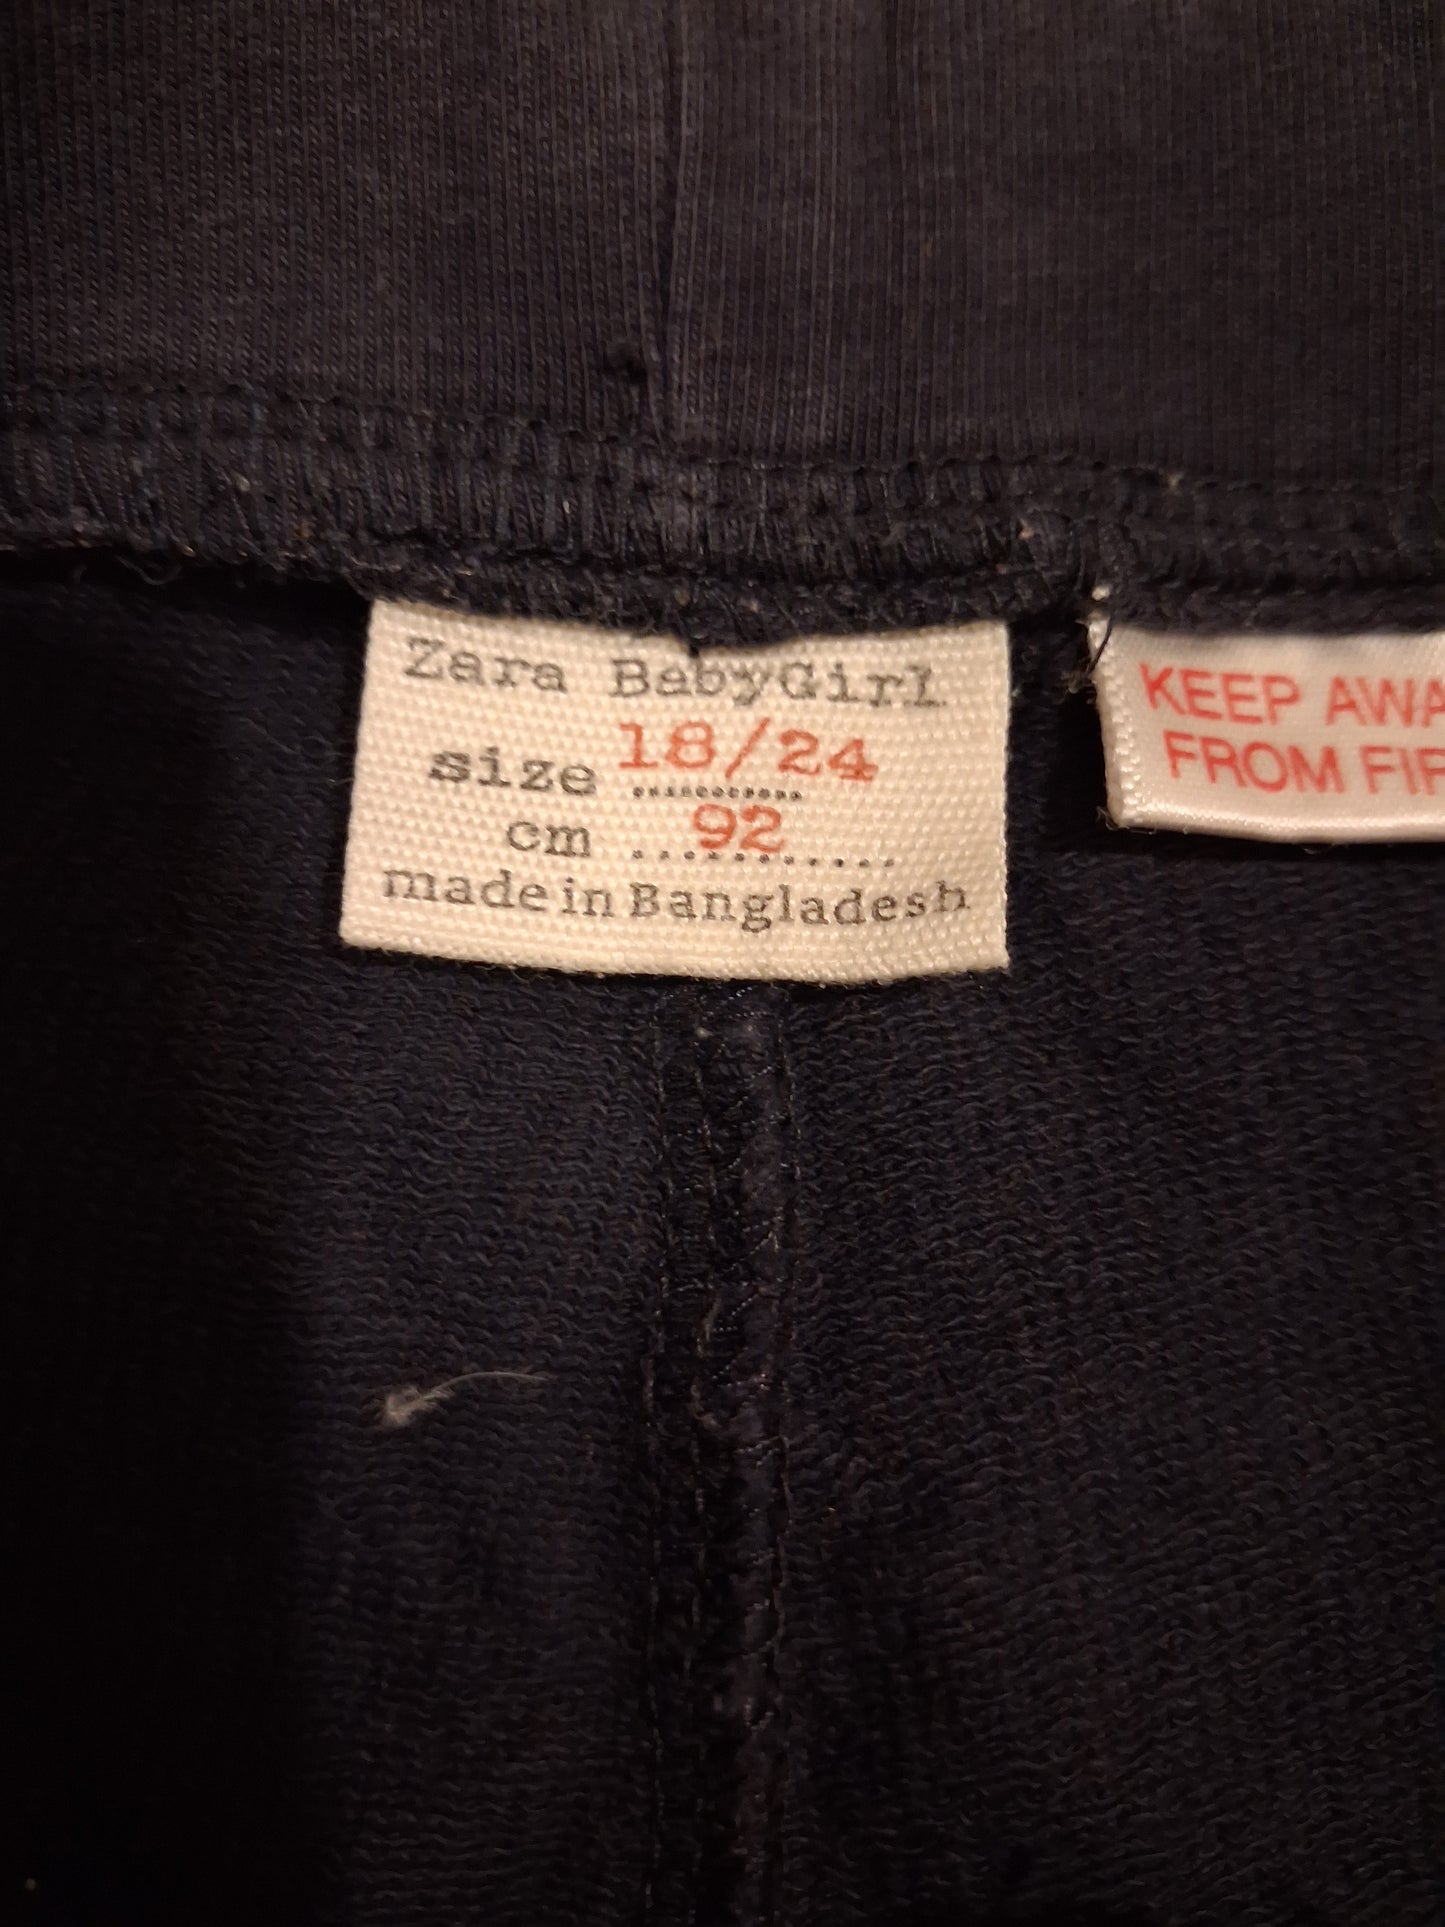 Zara BabyGirl
size 18/24
cm 92
made in Bangladesh
KEEP AWA
FROM FIR